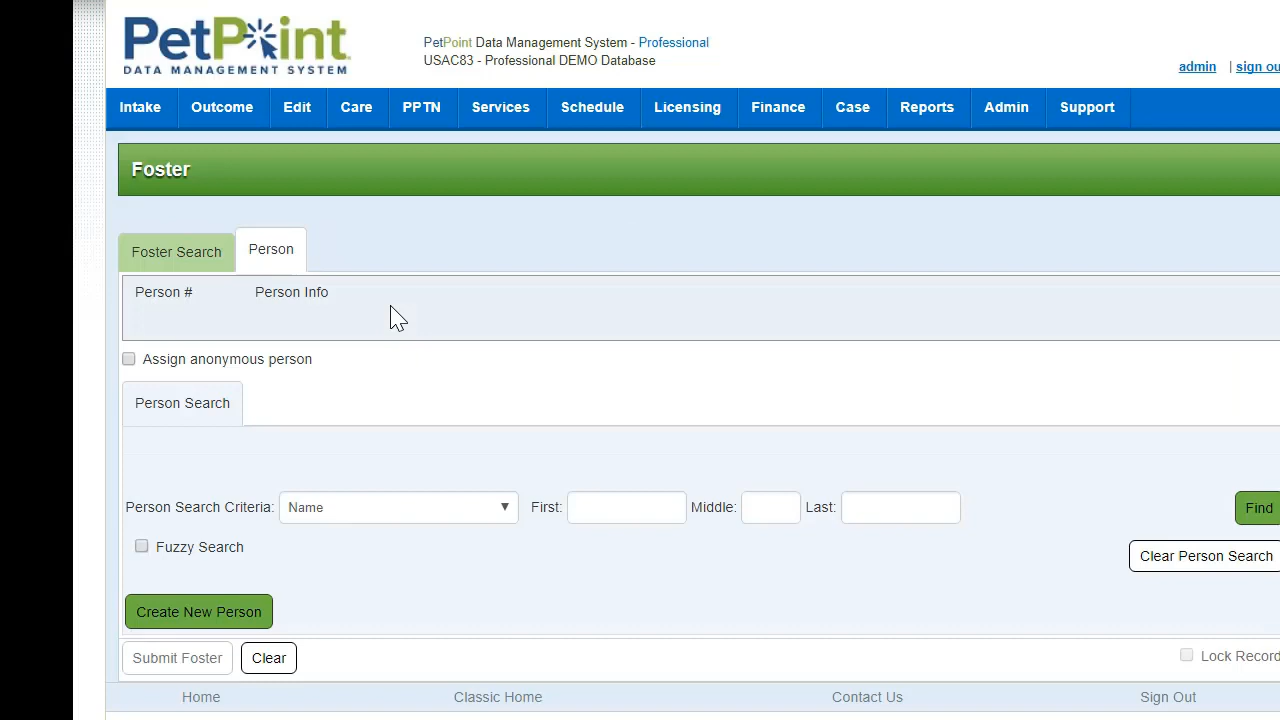 PetPoint
DATA MANAGEMENT SYSTEM
PetPoint Data Management System - Professional
USAC83 - Professional DEMO Database
admin | sign ou
Intake Outcome Edit Care PPTN Services Schedule Licensing Finance Case Reports Admin Support
Foster
Foster Search Person
Person # Person Info
Assign anonymous person
Person Search
Person Search Criteria: Name First: Middle: Last: Find
Fuzzy Search
Clear Person Search
Create New Person
Submit Foster Clear Lock Record
Home Classic Home Contact Us Sign Out